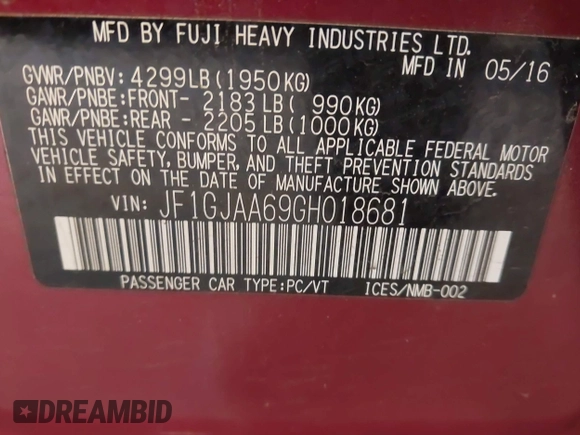 MFD BY FUJI HEAVY INDUSTRIES LTD.
MFD IN 05/16
GVWR/PNBV: 4299LB (1950KG)
GAWR/PNBE:FRONT- 2183 LB ( 990KG)
GAWR/PNBE:REAR - 2205 LB (1000KG)
THIS VEHICLE CONFORMS TO ALL APPLICABLE FEDERAL MOTOR
VEHICLE SAFETY, BUMPER, AND THEFT PREVENTION STANDARDS
IN EFFECT ON THE DATE OF MANUFACTURE SHOWN ABOVE.
VIN: JF1GJAA69GH018681
PASSENGER CAR TYPE:PC/VT ICES/NMB-002
DREAMBID